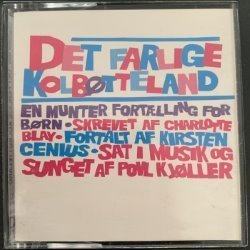 DET FARLIGE
KOLBØTTELAND
EN MUNTER FORTÆLLING FOR
BØRN • SKREVET AF CHARLOTTE
BLAY • FORTALT AF KIRSTEN
CENIUS • SAT I MUSIK OG
SUNGET AF POVL KJØLLER